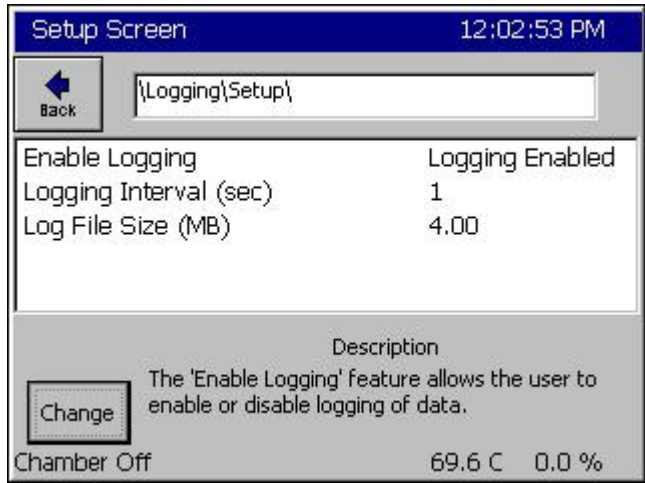 Setup Screen 12:02:53 PM
Back
\Logging\Setup\
Enable Logging Logging Enabled
Logging Interval (sec) 1
Log File Size (MB) 4.00
Description
The 'Enable Logging' feature allows the user to
enable or disable logging of data.
Change
Chamber Off 69.6 C 0.0 %